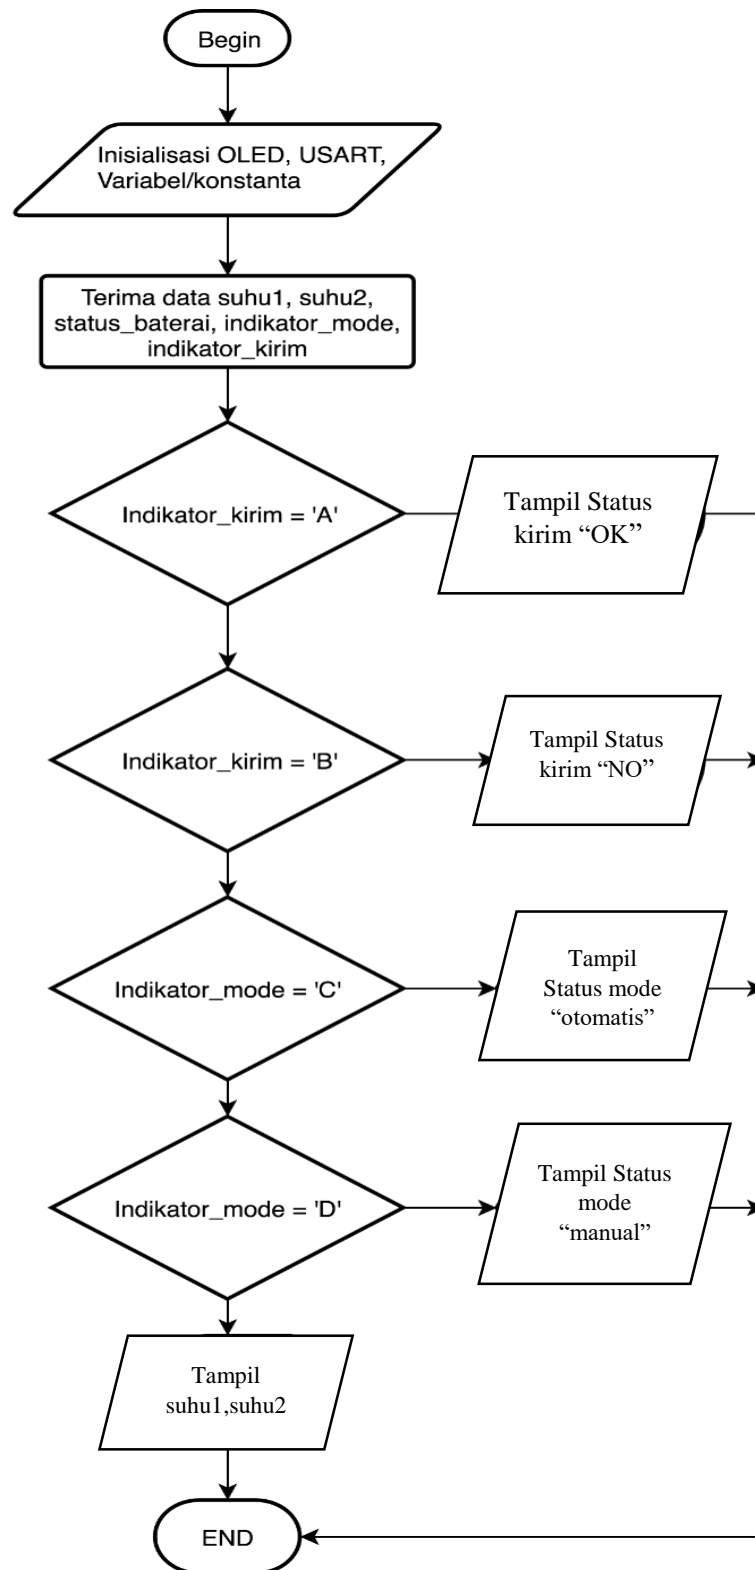 Begin
Inisialisasi OLED, USART,
Variabel/konstanta
Terima data suhu1, suhu2,
status_baterai, indikator_mode,
indikator_kirim
Indikator_kirim = 'A'
Tampil Status
kirim “OK”
Indikator_kirim = 'B'
Tampil Status
kirim “NO”
Indikator_mode = 'C'
Tampil
Status mode
“otomatis”
Indikator_mode = 'D'
Tampil Status
mode
“manual”
Tampil
suhu1,suhu2
END